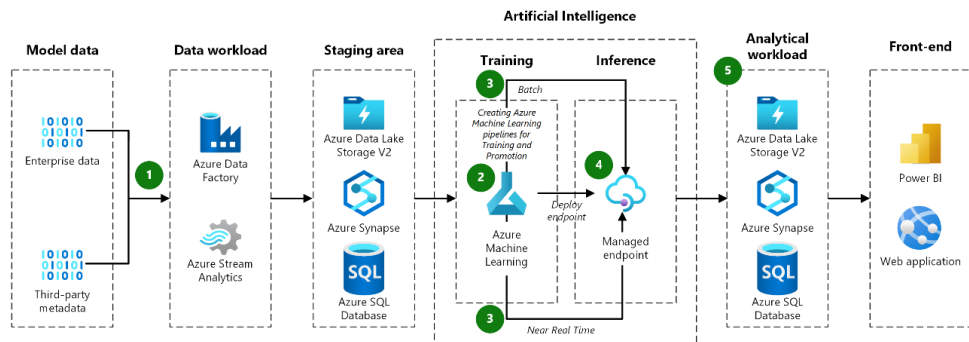 Artificial Intelligence
Model data
Data workload
Staging area
Training
Inference
Analytical
workload
Front-end
Enterprise data
Third-party
metadata
1
Azure Data
Factory
Azure Stream
Analytics
Azure Data Lake
Storage V2
Azure Synapse
SQL
Azure SQL
Database
3
Batch
Creating Azure
Machine Learning
pipelines for
Training and
Promotion
2
Azure
Machine
Learning
Deploy
endpoint
4
Managed
endpoint
3
Near Real Time
5
Azure Data Lake
Storage V2
Azure Synapse
SQL
Azure SQL
Database
Power BI
Web application